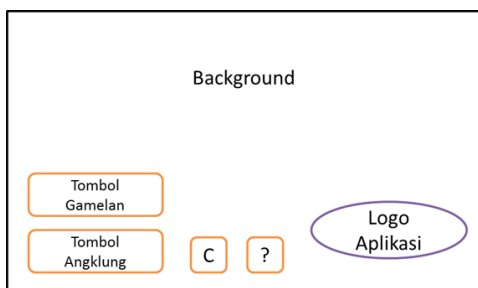 Background
Tombol
Gamelan
Tombol
Angklung
C
?
Logo
Aplikasi